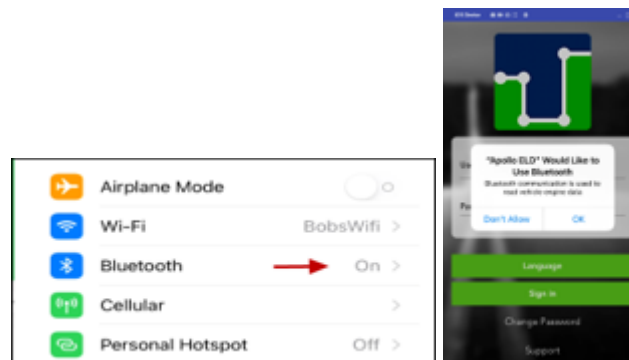 Airplane Mode
Wi-Fi BobsWifi >
Bluetooth On >
Cellular >
Personal Hotspot Off >
"Apollo ELD" Would Like to
Use Bluetooth
Bluetooth communication is used to
read vehicle engine data
Don't Allow OK
Language
Sign in
Change Password
Support